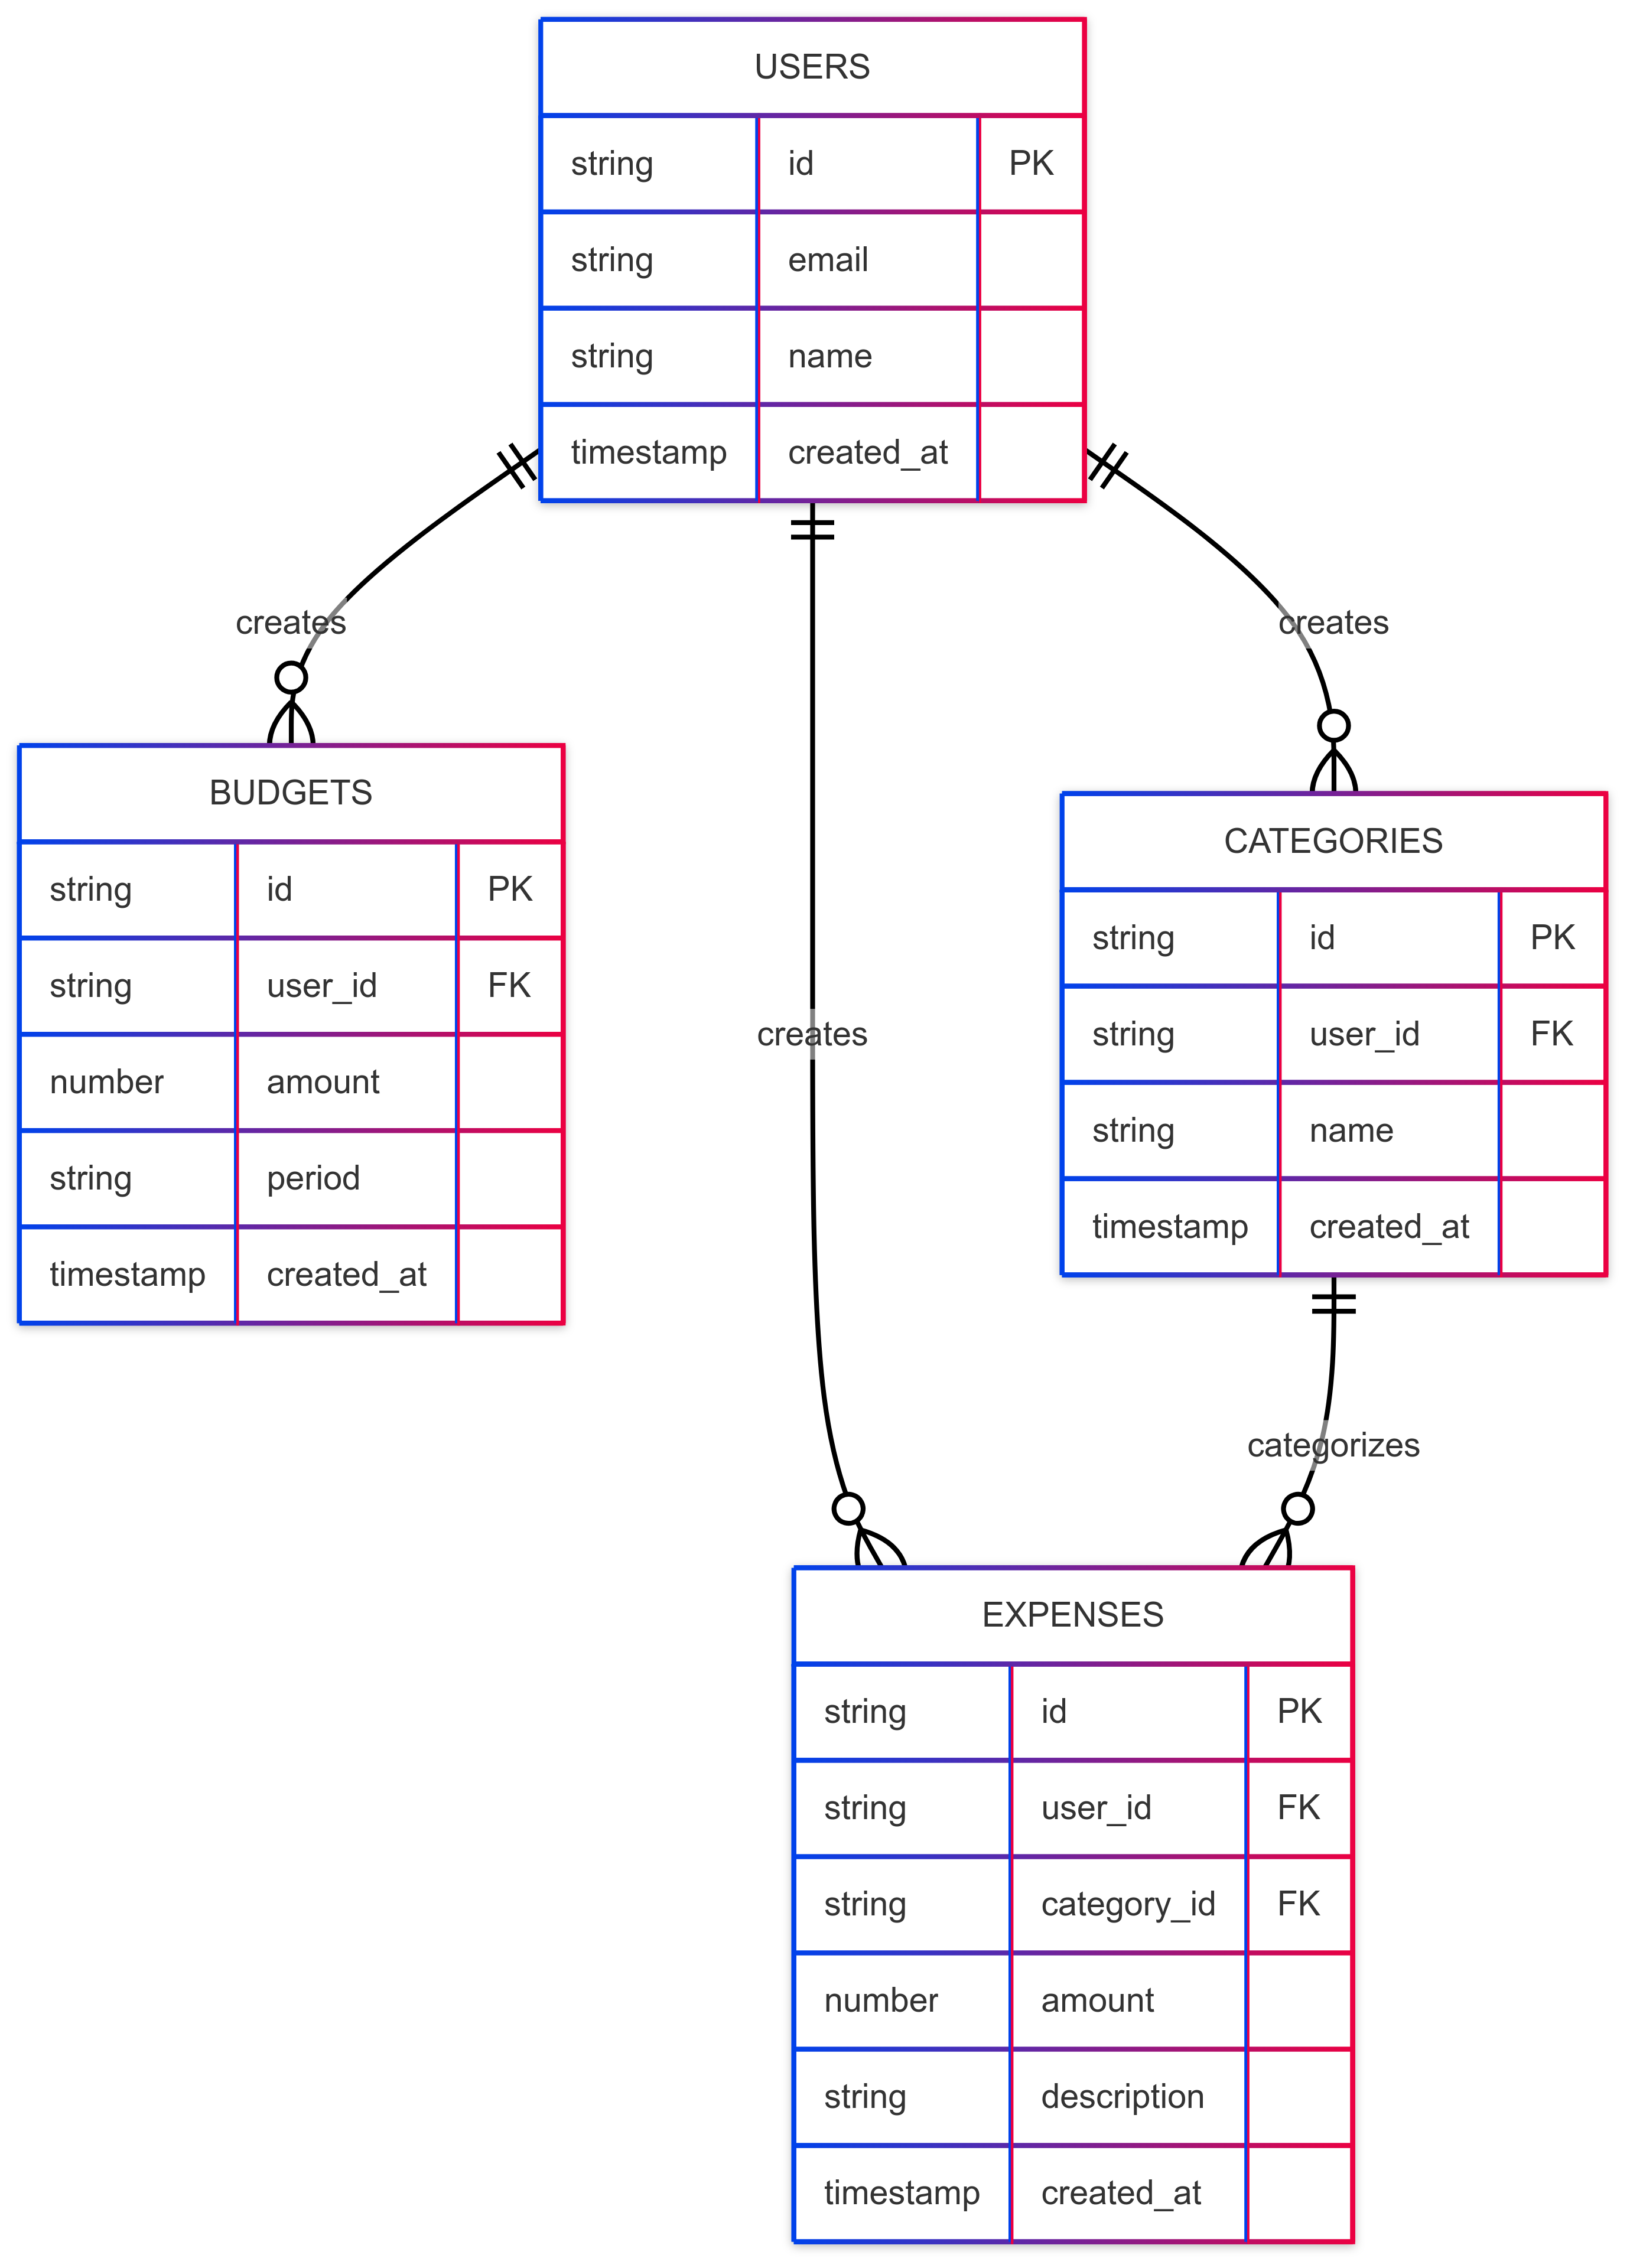 USERS
string id PK
string email
string name
timestamp created_at
creates
creates
BUDGETS
string id PK
string user_id FK
number amount
string period
timestamp created_at
creates
CATEGORIES
string id PK
string user_id FK
string name
timestamp created_at
categorizes
EXPENSES
string id PK
string user_id FK
string category_id FK
number amount
string description
timestamp created_at